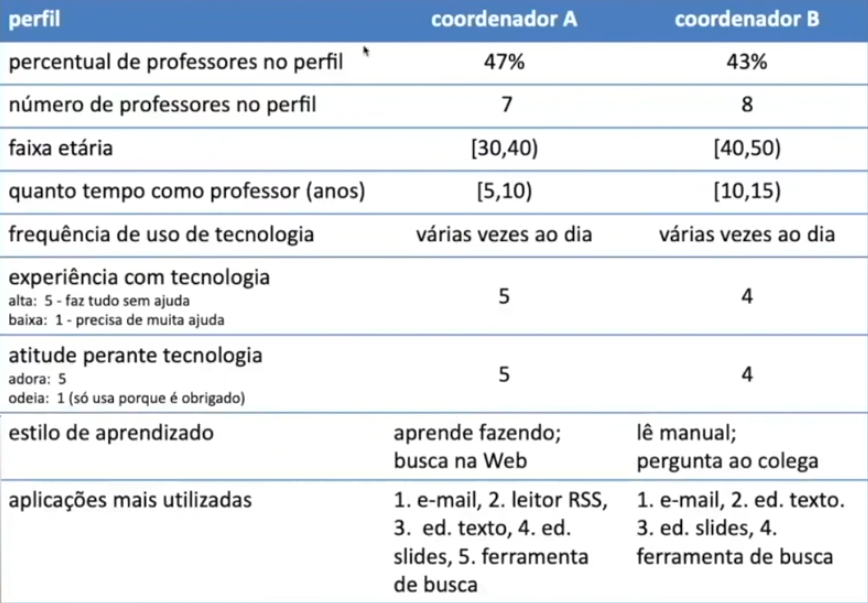 perfil coordenador A coordenador B
percentual de professores no perfil 47% 43%
número de professores no perfil 7 8
faixa etária [30,40) [40,50)
quanto tempo como professor (anos) [5,10) [10,15)
frequência de uso de tecnologia várias vezes ao dia várias vezes ao dia
experiência com tecnologia
alta: 5 - faz tudo sem ajuda
baixa: 1 - precisa de muita ajuda
5 4
atitude perante tecnologia
adora: 5
odeia: 1 (só usa porque é obrigado)
5 4
estilo de aprendizado aprende fazendo; lê manual;
busca na Web pergunta ao colega
aplicações mais utilizadas 1. e-mail, 2. leitor RSS, 1. e-mail, 2. ed. texto.
3. ed. texto, 4. ed. 3. ed. slides, 4.
slides, 5. ferramenta ferramenta de busca
de busca